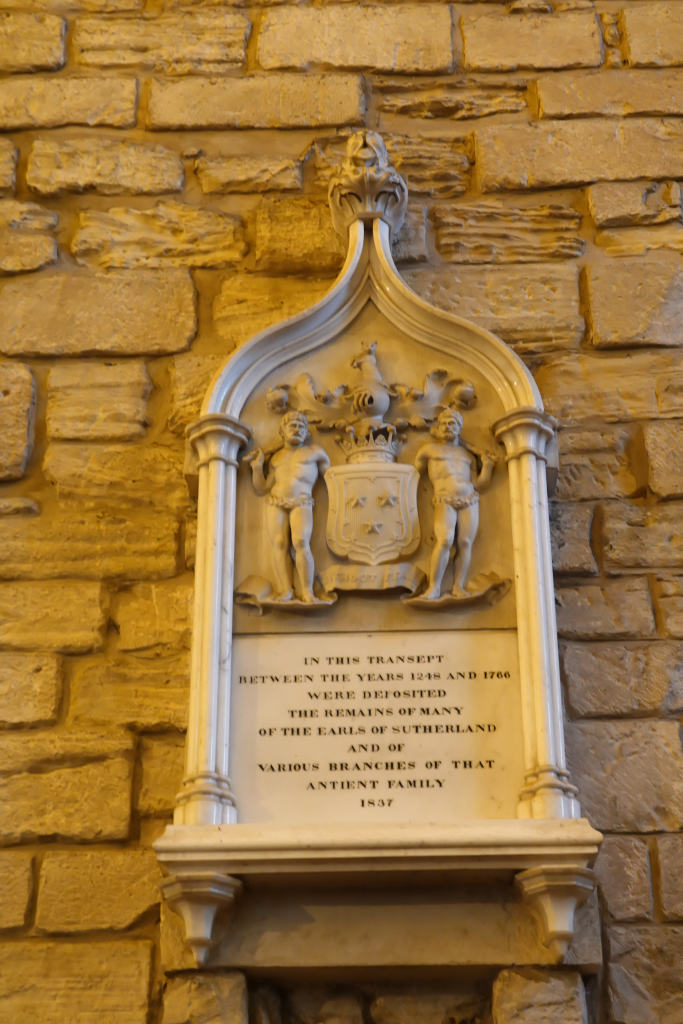 IN THIS TRANSEPT
BETWEEN THE YEARS 1248 AND 1766
WERE DEPOSITED
THE REMAINS OF MANY
OF THE EARLS OF SUTHERLAND
AND OF
VARIOUS BRANCHES OF THAT
ANTIENT FAMILY
1837